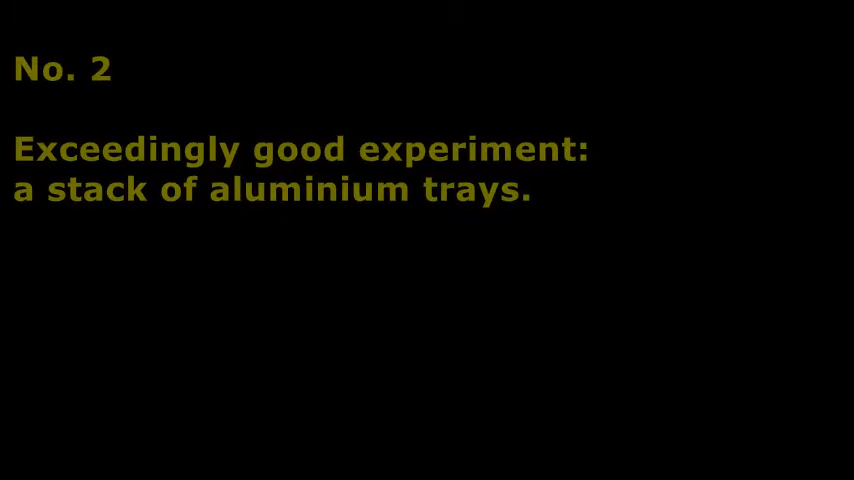 No. 2
Exceedingly good experiment:
a stack of aluminium trays.